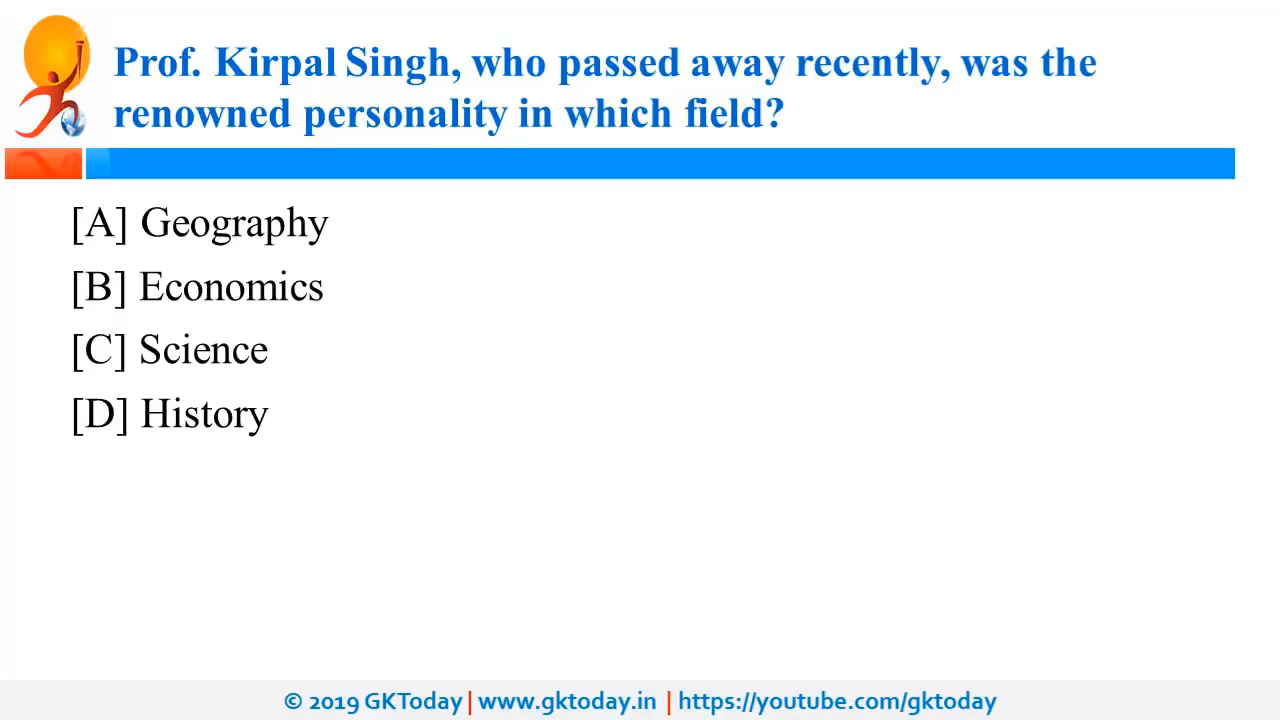 Prof. Kirpal Singh, who passed away recently, was the
renowned personality in which field?
[A] Geography
[B] Economics
[C] Science
[D] History
© 2019 GKToday | www.gktoday.in | https://youtube.com/gktoday